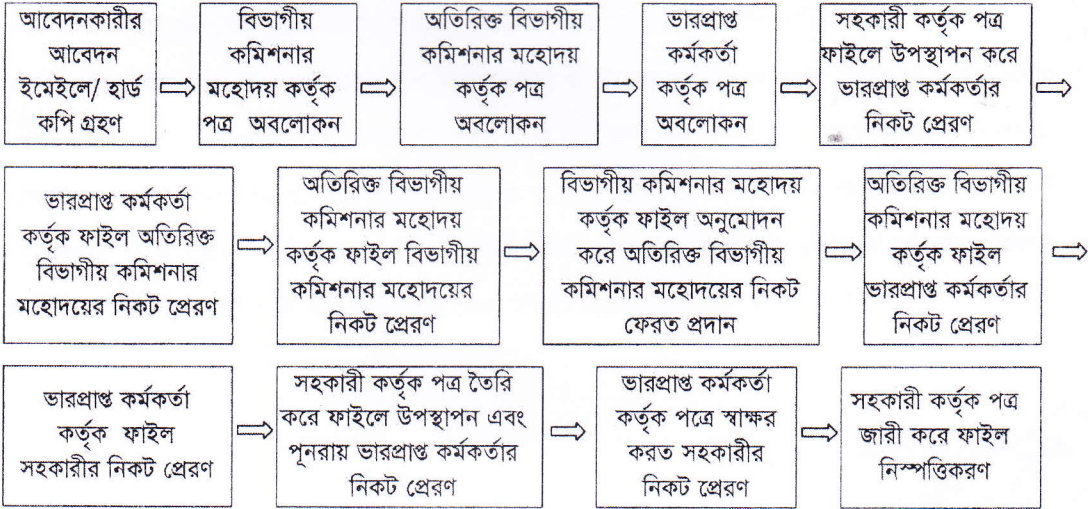 আবেদনকারীর
আবেদন
ইমেইলে/ হার্ড
কপি গ্রহণ
বিভাগীয়
কমিশনার
মহোদয় কর্তৃক
পত্র অবলোকন
অতিরিক্ত বিভাগীয়
কমিশনার মহোদয়
কর্তৃক পত্র
অবলোকন
ভারপ্রাপ্ত
কর্মকর্তা
কর্তৃক পত্র
অবলোকন
সহকারী কর্তৃক পত্র
ফাইলে উপস্থাপন করে
ভারপ্রাপ্ত কর্মকর্তার
নিকট প্রেরণ
ভারপ্রাপ্ত কর্মকর্তা
কর্তৃক ফাইল অতিরিক্ত
বিভাগীয় কমিশনার
মহোদয়ের নিকট প্রেরণ
অতিরিক্ত বিভাগীয়
কমিশনার মহোদয়
কর্তৃক ফাইল বিভাগীয়
কমিশনার মহোদয়ের
নিকট প্রেরণ
বিভাগীয় কমিশনার মহোদয়
কর্তৃক ফাইল অনুমোদন
করে অতিরিক্ত বিভাগীয়
কমিশনার মহোদয়ের নিকট
ফেরত প্রদান
অতিরিক্ত বিভাগীয়
কমিশনার মহোদয়
কর্তৃক ফাইল
ভারপ্রাপ্ত কর্মকর্তার
নিকট প্রেরণ
ভারপ্রাপ্ত কর্মকর্তা
কর্তৃক ফাইল
সহকারীর নিকট প্রেরণ
সহকারী কর্তৃক পত্র তৈরি
করে ফাইলে উপস্থাপন এবং
পূনরায় ভারপ্রাপ্ত কর্মকর্তার
নিকট প্রেরণ
ভারপ্রাপ্ত কর্মকর্তা
কর্তৃক পত্রে স্বাক্ষর
করত সহকারীর
নিকট প্রেরণ
সহকারী কর্তৃক পত্র
জারী করে ফাইল
নিস্পত্তিকরণ